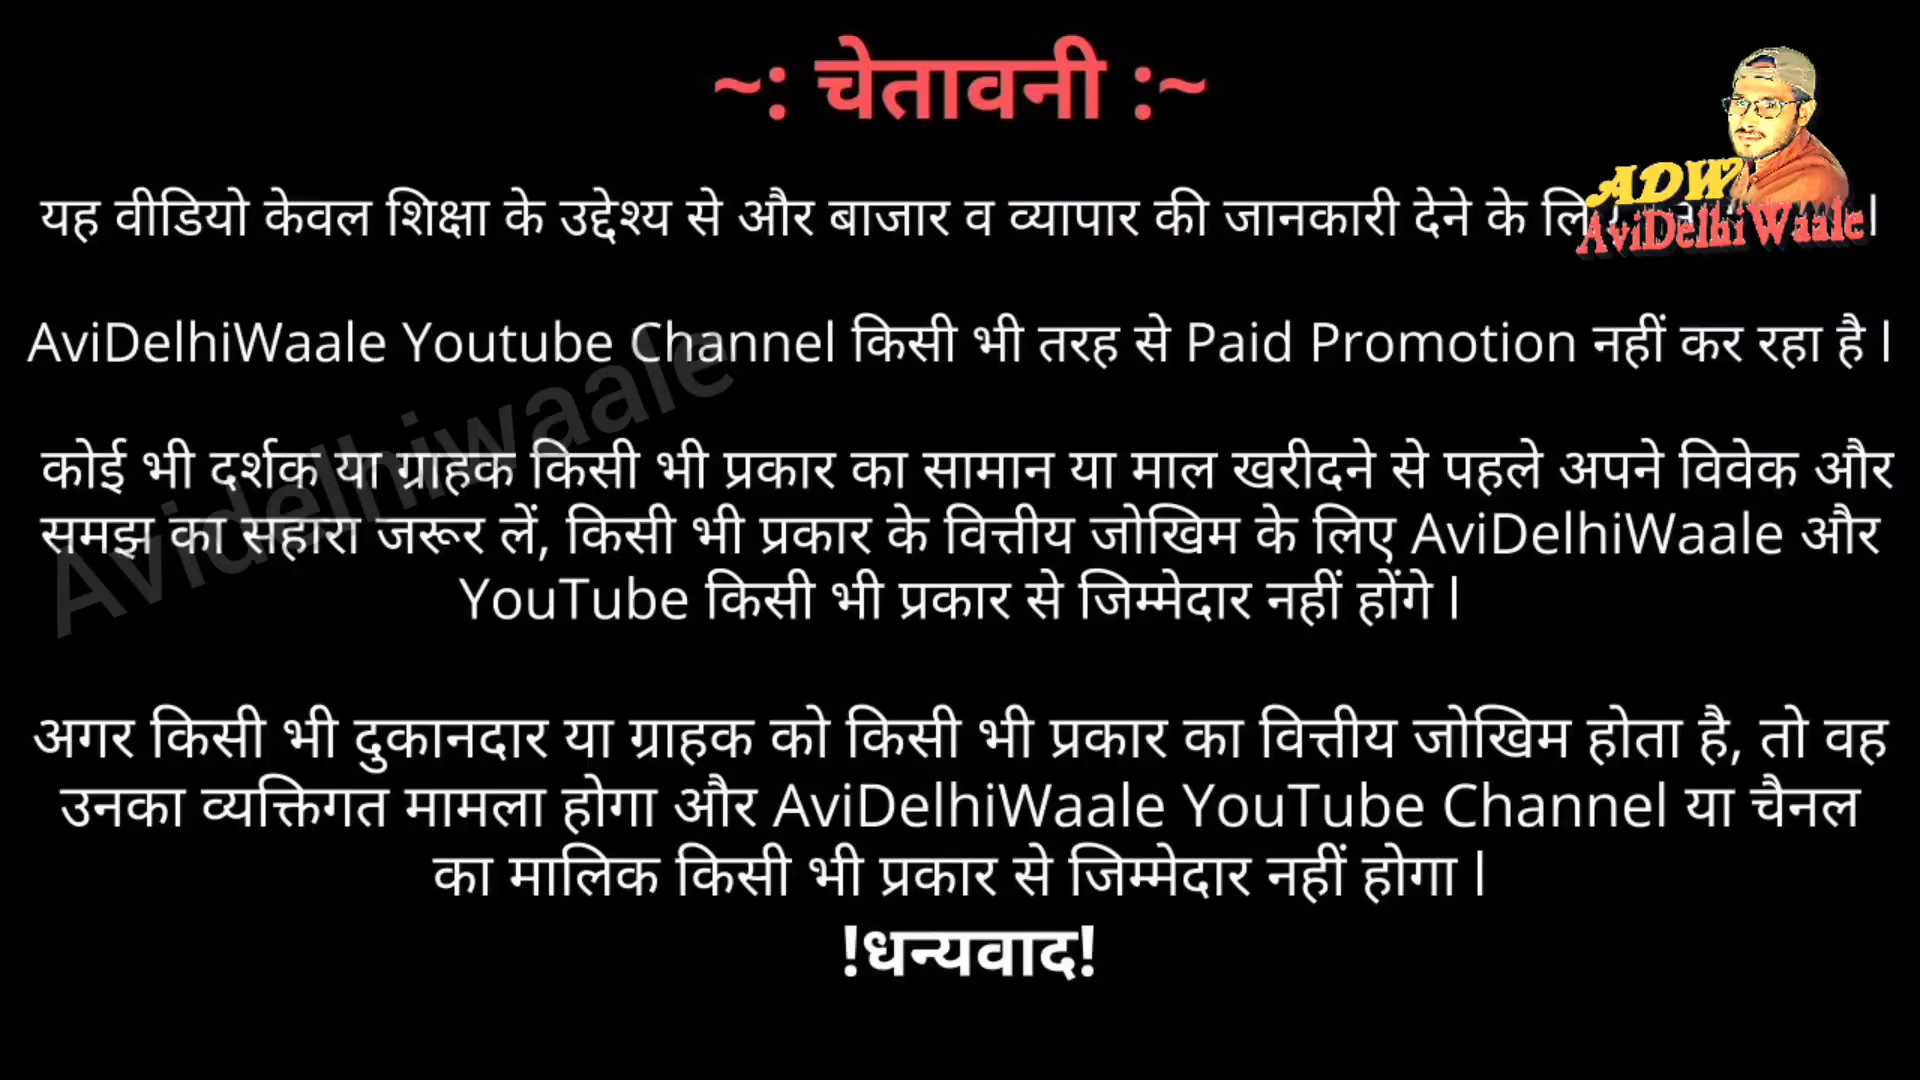 ~: चेतावनी :~
ADW
AviDelhiWaale
यह वीडियो केवल शिक्षा के उद्देश्य से और बाजार व व्यापार की जानकारी देने के
AviDelhiWaale Youtube Channel किसी भी तरह से Paid Promotion नहीं कर रहा है l
कोई भी दर्शक या ग्राहक किसी भी प्रकार का सामान या माल खरीदने से पहले अपने विवेक और
समझ का सहारा जरूर लें, किसी भी प्रकार के वित्तीय जोखिम के लिए AviDelhiWaale और
YouTube किसी भी प्रकार से जिम्मेदार नहीं होंगे l
Avidelhiwaale
अगर किसी भी दुकानदार या ग्राहक को किसी भी प्रकार का वित्तीय जोखिम होता है, तो वह
उनका व्यक्तिगत मामला होगा और AviDelhiWaale YouTube Channel या चैनल
का मालिक किसी भी प्रकार से जिम्मेदार नहीं होगा l
!धन्यवाद!